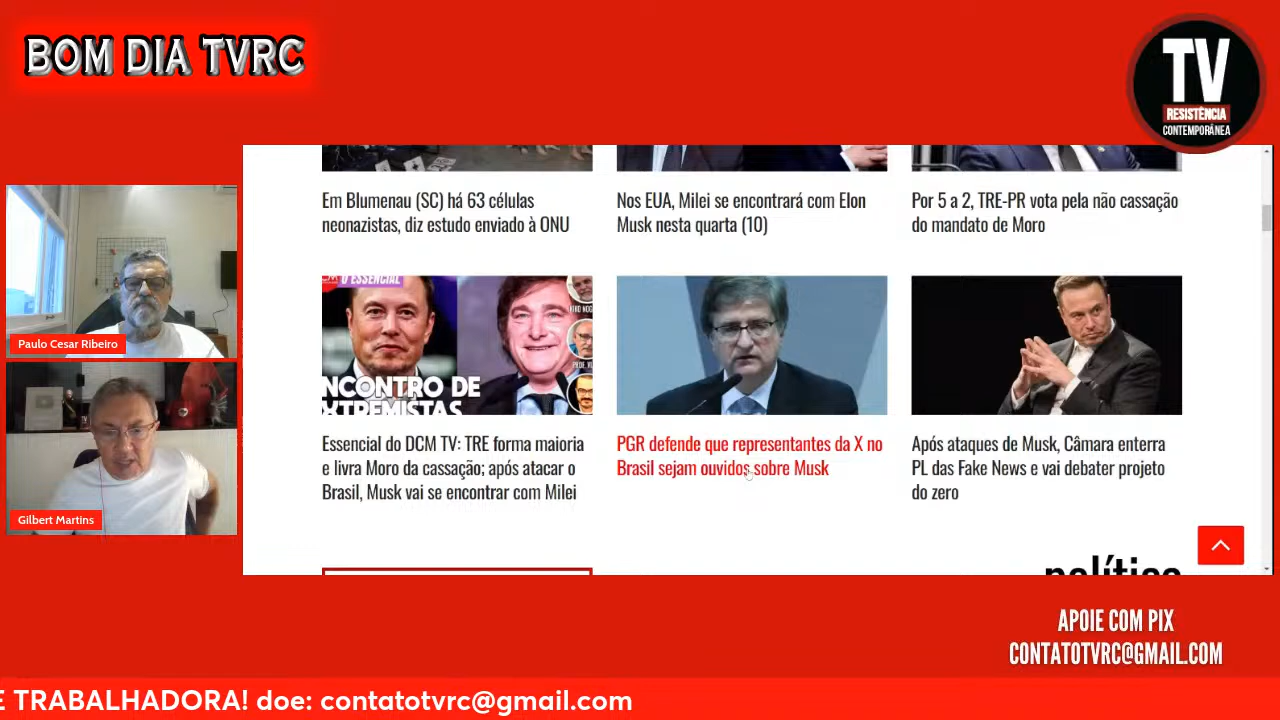 BOM DIA TVRC
TV
RESISTÊNCIA
CONTEMPORÂNEA
Em Blumenau (SC) há 63 células
neonazistas, diz estudo enviado à ONU
Nos EUA, Milei se encontrará com Elon
Musk nesta quarta (10)
Por 5 a 2, TRE-PR vota pela não cassação
do mandato de Moro
O ESSENCIAL
NCONTRO DE
XTREMISTAS
Essencial do DCM TV: TRE forma maioria
e livra Moro da cassação; após atacar o
Brasil, Musk vai se encontrar com Milei
PGR defende que representantes da X no
Brasil sejam ouvidos sobre Musk
Após ataques de Musk, Câmara enterra
PL das Fake News e vai debater projeto
do zero
política
Paulo Cesar Ribeiro
Gilbert Martins
APOIE COM PIX
CONTATOTVRC@GMAIL.COM
E TRABALHADORA! doe: contatotvrc@gmail.com